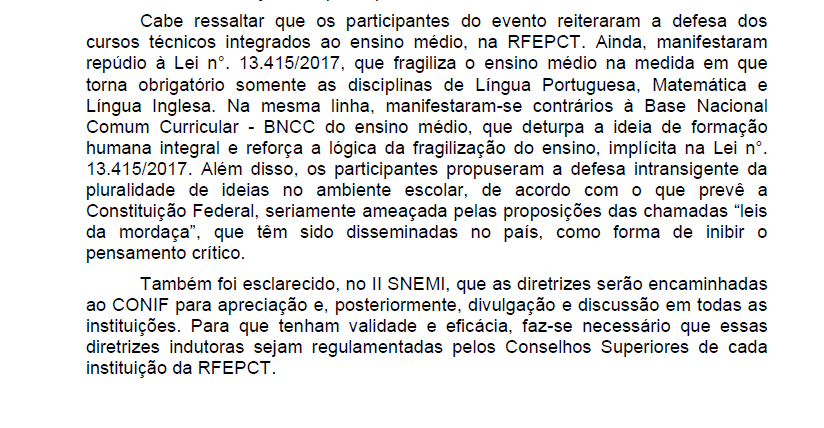 Cabe ressaltar que os participantes do evento reiteraram a defesa dos
cursos técnicos integrados ao ensino médio, na RFEPCT. Ainda, manifestaram
repúdio à Lei n°. 13.415/2017, que fragiliza o ensino médio na medida em que
torna obrigatório somente as disciplinas de Língua Portuguesa, Matemática e
Língua Inglesa. Na mesma linha, manifestaram-se contrários à Base Nacional
Comum Curricular - BNCC do ensino médio, que deturpa a ideia de formação
humana integral e reforça a lógica da fragilização do ensino, implícita na Lei n°.
13.415/2017. Além disso, os participantes propuseram a defesa intransigente da
pluralidade de ideias no ambiente escolar, de acordo com o que prevê a
Constituição Federal, seriamente ameaçada pelas proposições das chamadas “leis
da mordaça”, que têm sido disseminadas no país, como forma de inibir o
pensamento crítico.
Também foi esclarecido, no II SNEMI, que as diretrizes serão encaminhadas
ao CONIF para apreciação e, posteriormente, divulgação e discussão em todas as
instituições. Para que tenham validade e eficácia, faz-se necessário que essas
diretrizes indutoras sejam regulamentadas pelos Conselhos Superiores de cada
instituição da RFEPCT.